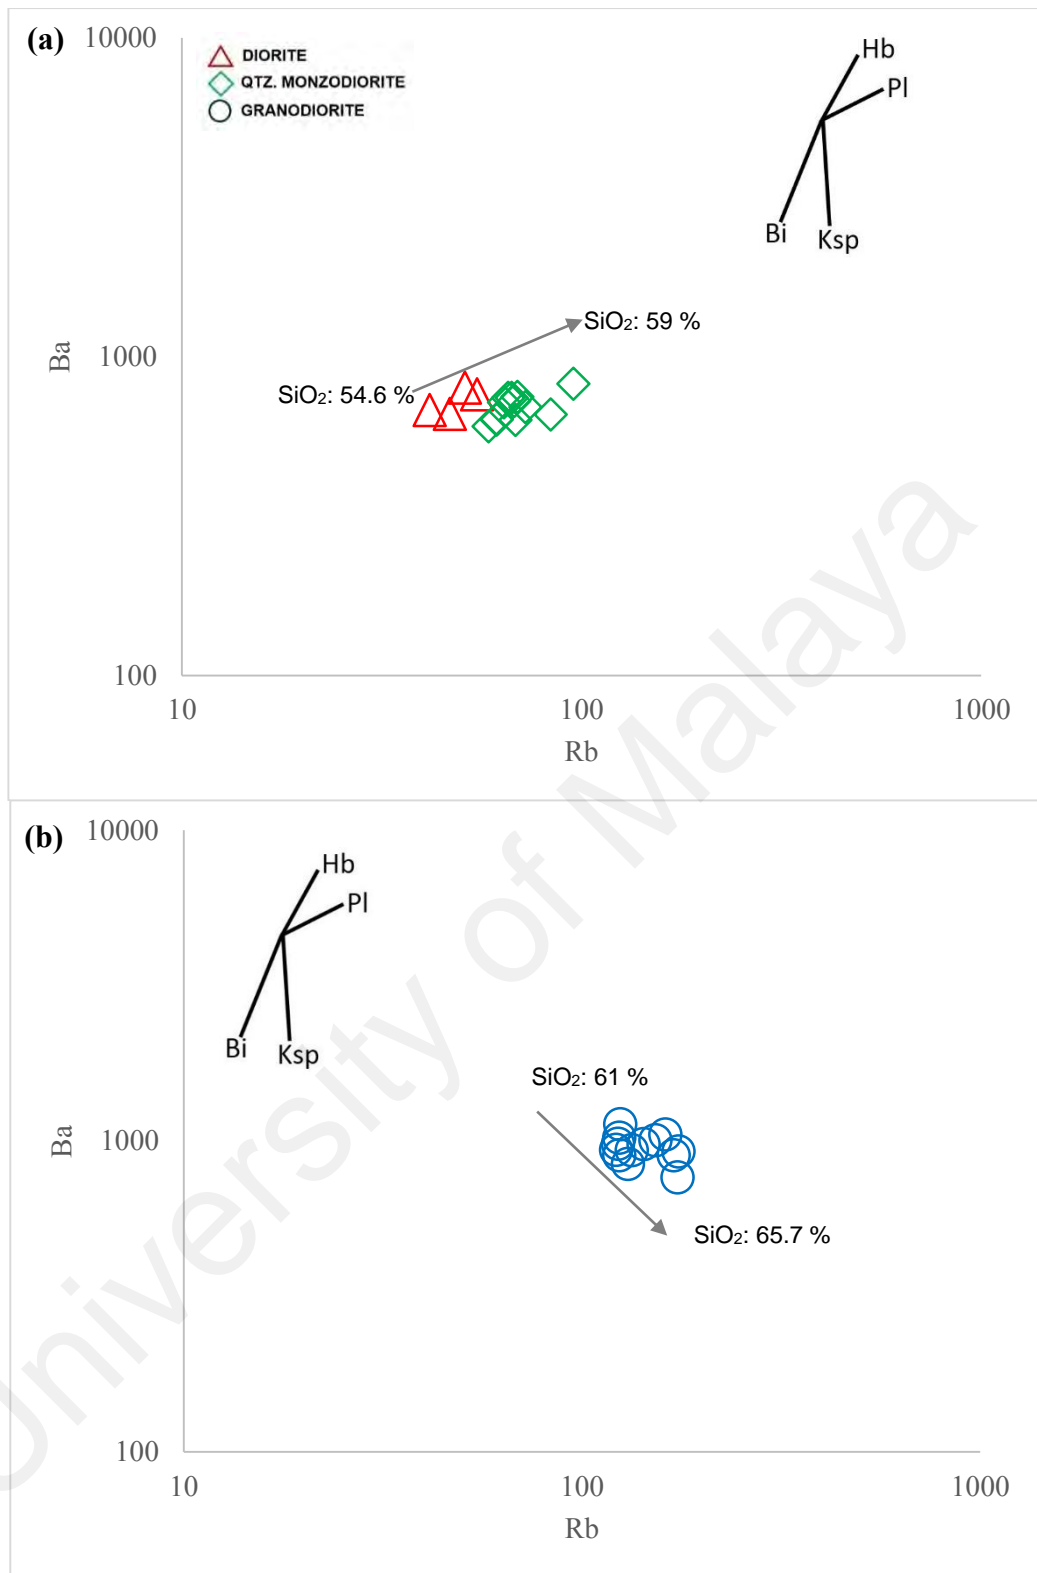 (a)
10000
DIORITE
QTZ. MONZODIORITE
GRANODIORITE
Hb
Pl
Bi
Ksp
SiO2: 59 %
1000
SiO2: 54.6 %
Ba
100
10
100
1000
Rb
(b)
10000
Hb
Pl
Bi
Ksp
SiO2: 61 %
1000
Ba
SiO2: 65.7 %
100
10
100
1000
Rb
University of Malaya